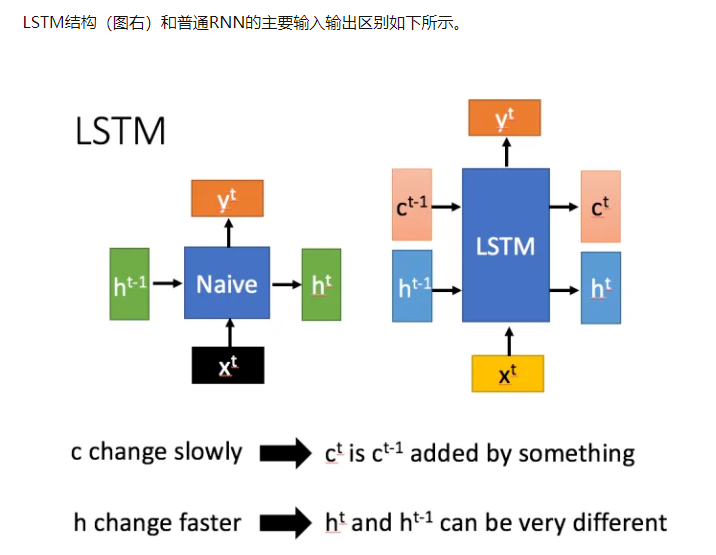 LSTM结构（图右）和普通RNN的主要输入输出区别如下所示。
LSTM
yᵗ
hᵗ⁻¹
Naive
hᵗ
xᵗ
yᵗ
cᵗ⁻¹
cᵗ
LSTM
hᵗ⁻¹
hᵗ
xᵗ
c change slowly
cᵗ is cᵗ⁻¹ added by something
h change faster
hᵗ and hᵗ⁻¹ can be very different